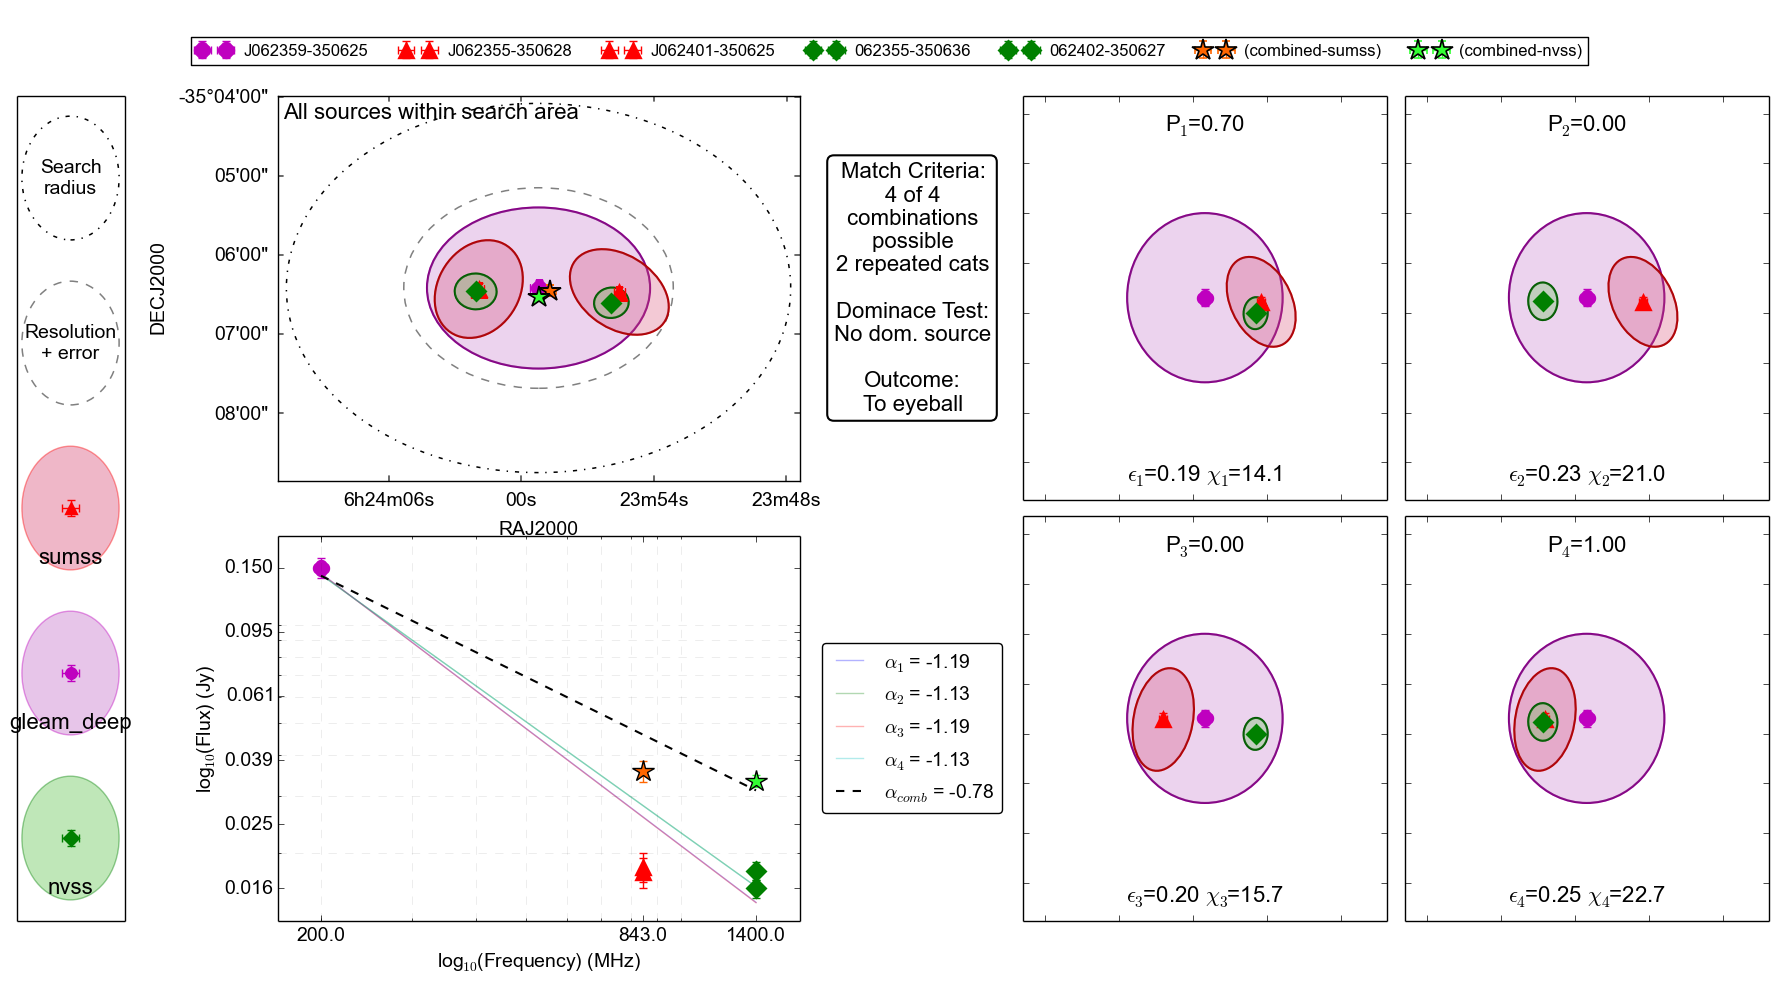 J062359-350625 J062355-350628 J062401-350625 062355-350636 062402-350627 (combined-sumss) (combined-nvss)
Search
radius
Resolution
+ error
sumss
gleam_deep
nvss
All sources within search area
-35°04'00"
05'00"
06'00"
07'00"
08'00"
DECJ2000
6h24m06s 00s 23m54s 23m48s
RAJ2000
Match Criteria:
4 of 4
combinations
possible
2 repeated cats
Dominace Test:
No dom. source
Outcome:
To eyeball
P₁=0.70
ϵ₁=0.19 χ₁=14.1
P₂=0.00
ϵ₂=0.23 χ₂=21.0
P₃=0.00
ϵ₃=0.20 χ₃=15.7
P₄=1.00
ϵ₄=0.25 χ₄=22.7
0.150
0.095
0.061
0.039
0.025
0.016
log₁₀(Flux) (Jy)
200.0 843.0 1400.0
log₁₀(Frequency) (MHz)
α₁ = -1.19
α₂ = -1.13
α₃ = -1.19
α₄ = -1.13
α_comb = -0.78